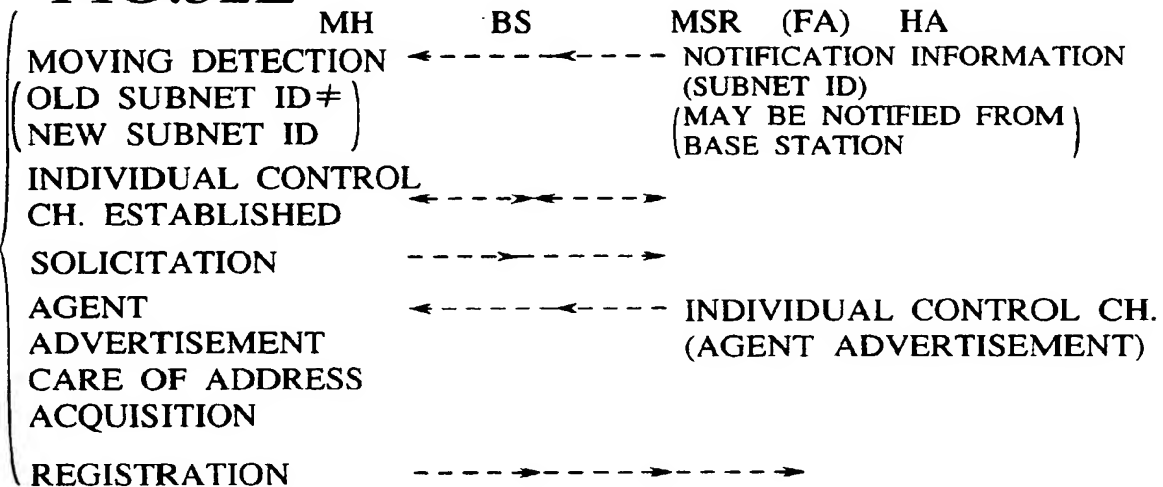 MH BS MSR (FA) HA
MOVING DETECTION
(OLD SUBNET ID≠
NEW SUBNET ID)
NOTIFICATION INFORMATION
(SUBNET ID)
(MAY BE NOTIFIED FROM
BASE STATION)
INDIVIDUAL CONTROL
CH. ESTABLISHED
SOLICITATION
AGENT
ADVERTISEMENT
CARE OF ADDRESS
ACQUISITION
INDIVIDUAL CONTROL CH.
(AGENT ADVERTISEMENT)
REGISTRATION